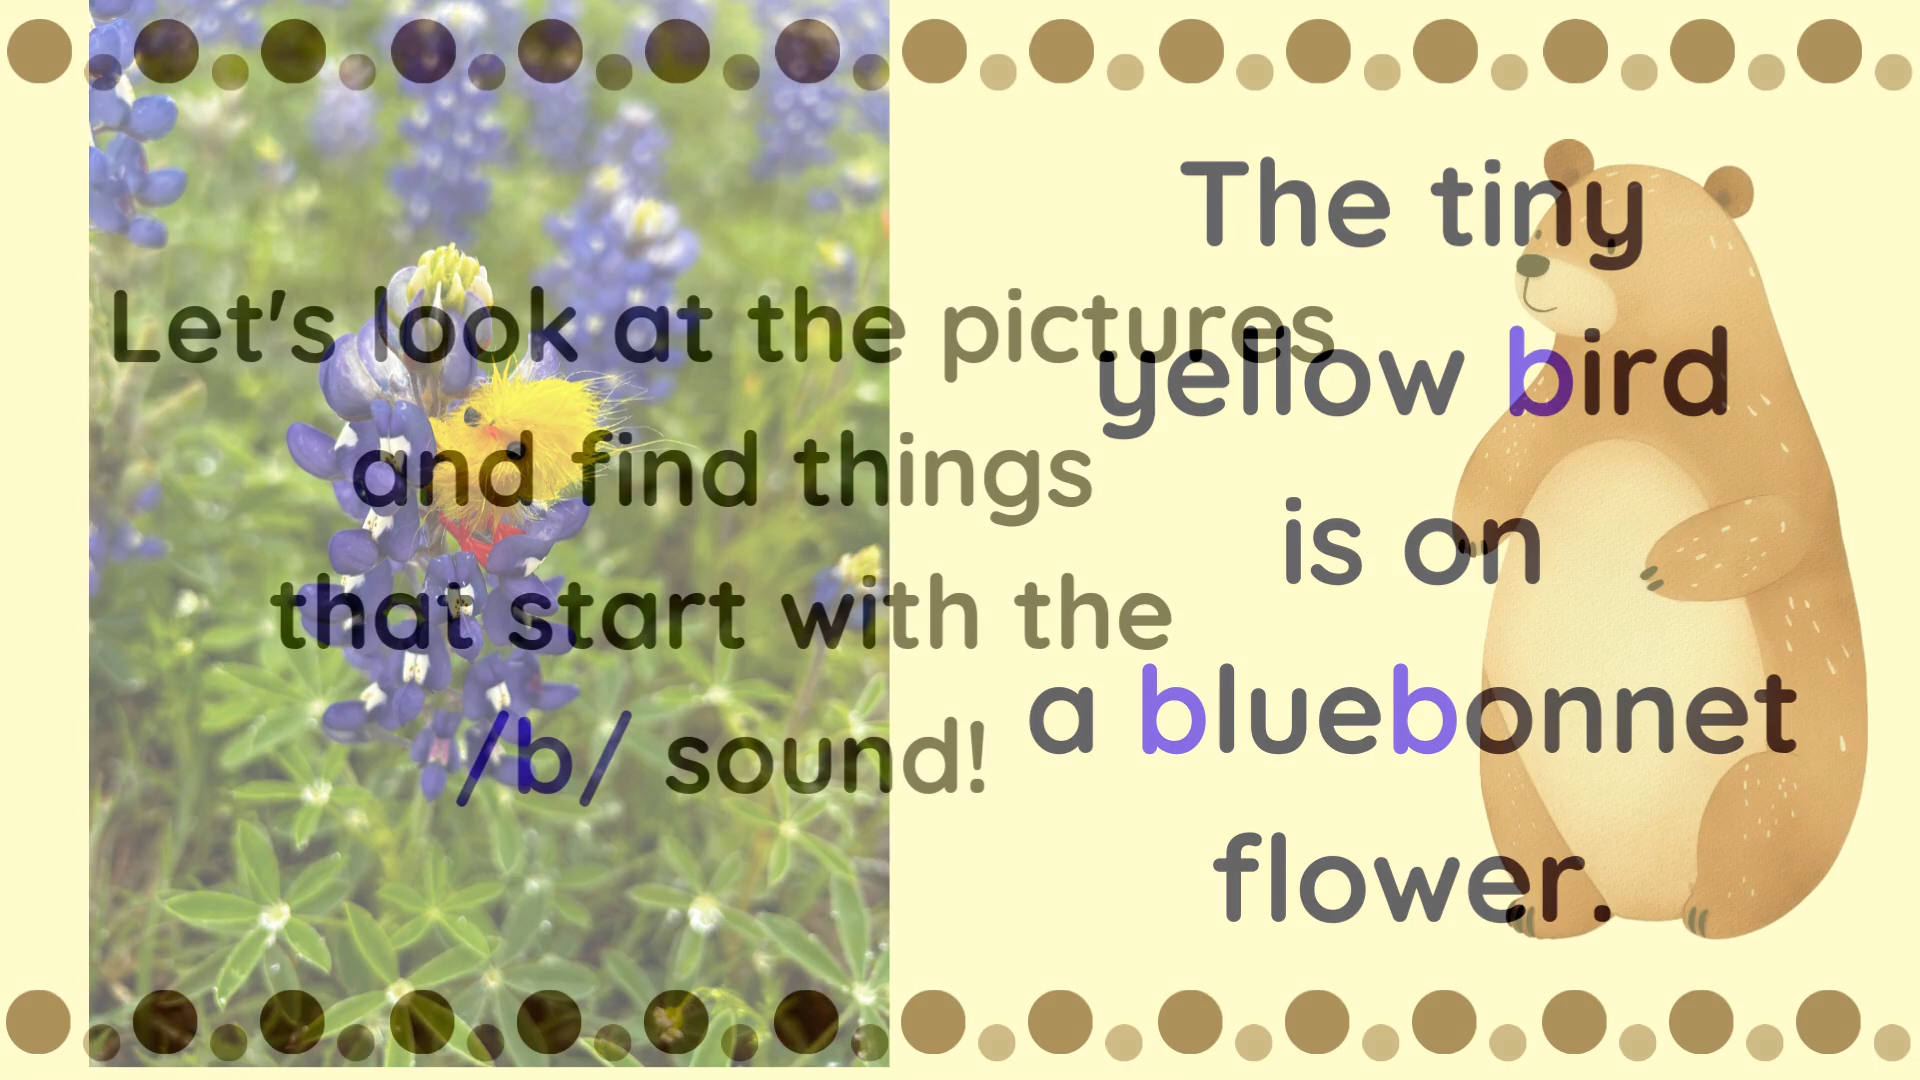 Let's look at the pictures
and find things
that start with the
/b/ sound!
The tiny
yellow bird
is on
a bluebonnet
flower.